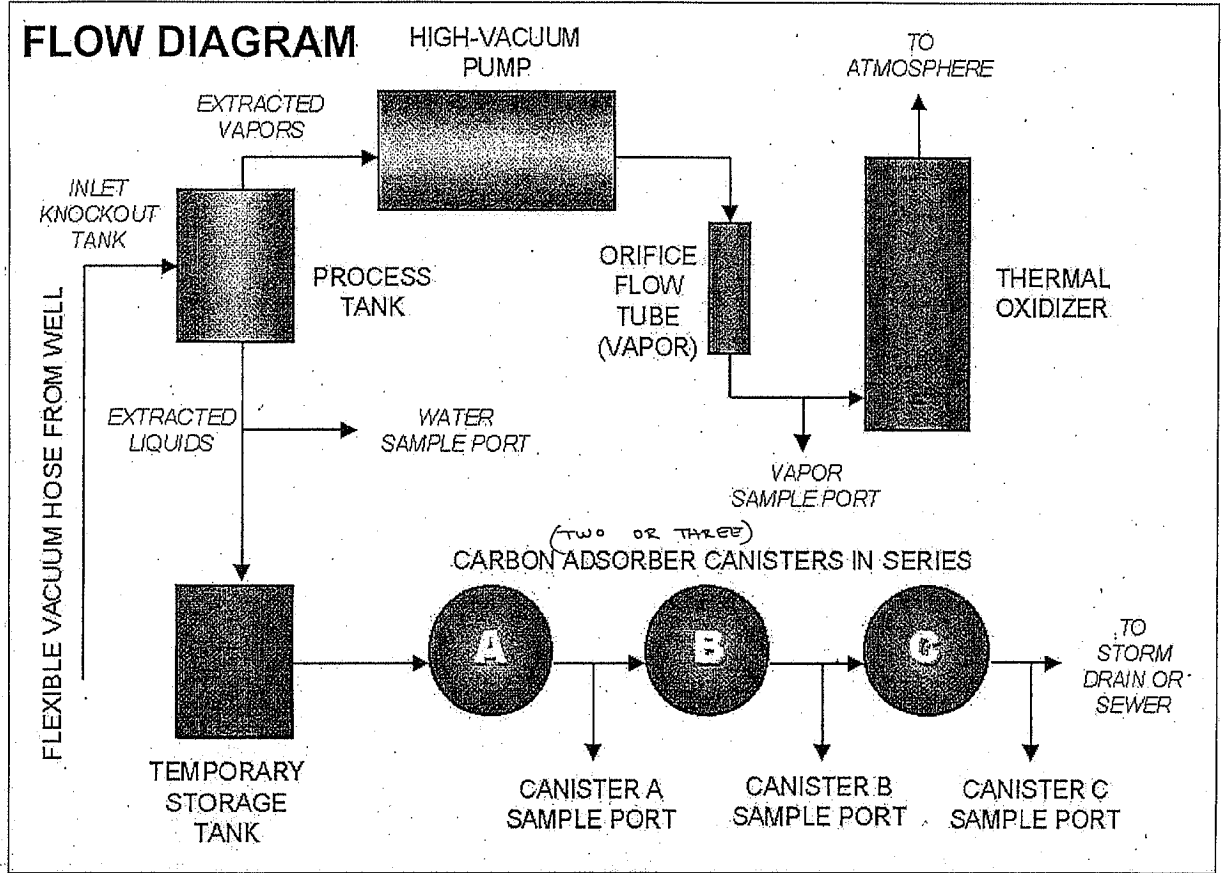 FLOW DIAGRAM
HIGH-VACUUM
PUMP
TO
ATMOSPHERE
EXTRACTED
VAPORS
INLET
KNOCKOUT
TANK
PROCESS
TANK
ORIFICE
FLOW
TUBE
(VAPOR)
THERMAL
OXIDIZER
FLEXIBLE VACUUM HOSE FROM WELL
EXTRACTED
LIQUIDS
WATER
SAMPLE PORT
VAPOR
SAMPLE PORT
(TWO OR THREE)
CARBON ADSORBER CANISTERS IN SERIES
A
B
C
TO
STORM
DRAIN OR
SEWER
TEMPORARY
STORAGE
TANK
CANISTER A
SAMPLE PORT
CANISTER B
SAMPLE PORT
CANISTER C
SAMPLE PORT